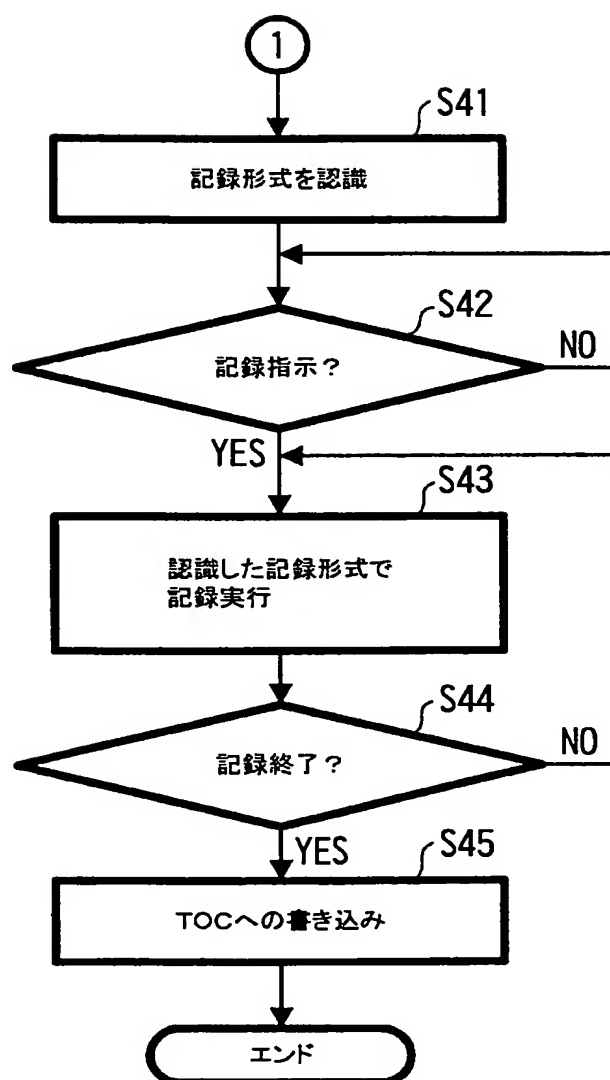 1
S41
記録形式を認識
S42
記録指示?
NO
YES
S43
認識した記録形式で
記録実行
S44
記録終了?
NO
YES
S45
TOCへの書き込み
エンド